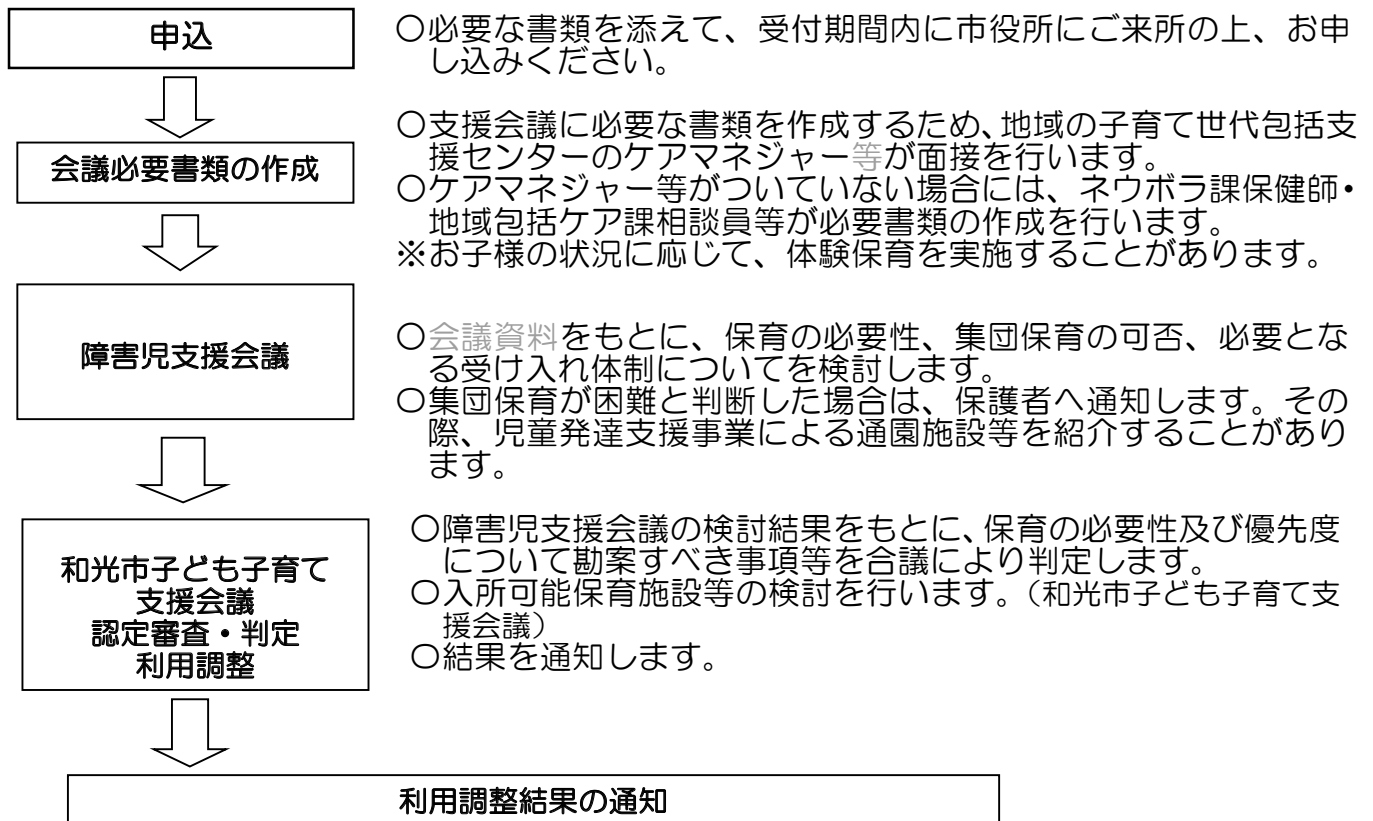 申込
〇必要な書類を添えて、受付期間内に市役所にご来所の上、お申
し込みください。
会議必要書類の作成
〇支援会議に必要な書類を作成するため、地域の子育て世代包括支
援センターのケアマネジャー等が面接を行います。
〇ケアマネジャー等がついていない場合には、ネウボラ課保健師・
地域包括ケア課相談員等が必要書類の作成を行います。
※お子様の状況に応じて、体験保育を実施することがあります。
障害児支援会議
〇会議資料をもとに、保育の必要性、集団保育の可否、必要とな
る受け入れ体制についてを検討します。
〇集団保育が困難と判断した場合は、保護者へ通知します。その
際、児童発達支援事業による通園施設等を紹介することがあり
ます。
和光市子ども子育て
支援会議
認定審査・判定
利用調整
〇障害児支援会議の検討結果をもとに、保育の必要性及び優先度
について勘案すべき事項等を合議により判定します。
〇入所可能保育施設等の検討を行います。（和光市子ども子育て支
援会議）
〇結果を通知します。
利用調整結果の通知